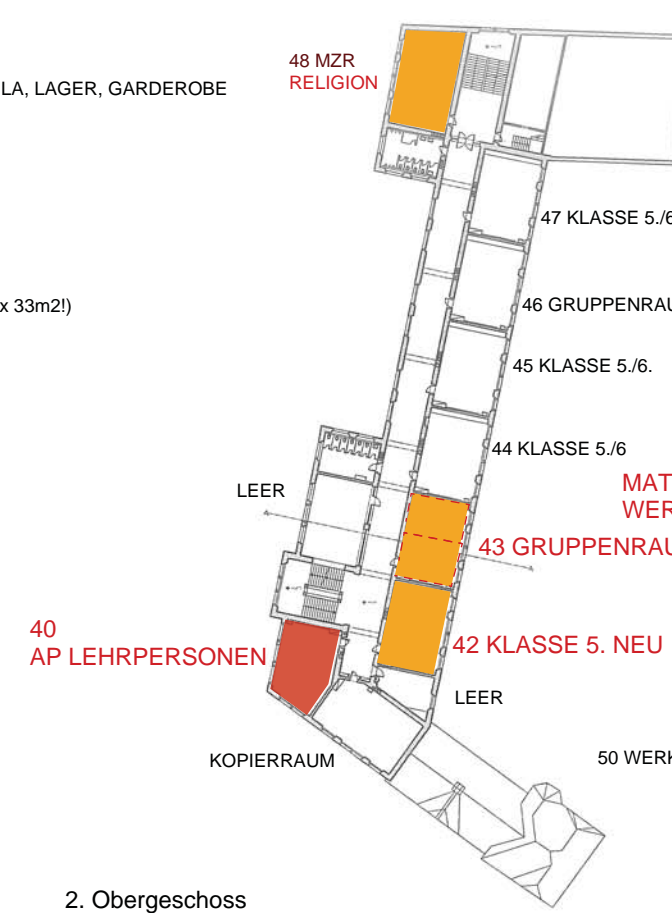 48 MZR
RELIGION
LA, LAGER, GARDEROBE
47 KLASSE 5./6
x 33m2!)
46 GRUPPENRAU
45 KLASSE 5./6.
44 KLASSE 5./6
LEER
MAT
WER
43 GRUPPENRAU
40
AP LEHRPERSONEN
42 KLASSE 5. NEU
LEER
KOPIERRAUM
50 WERK
2. Obergeschoss